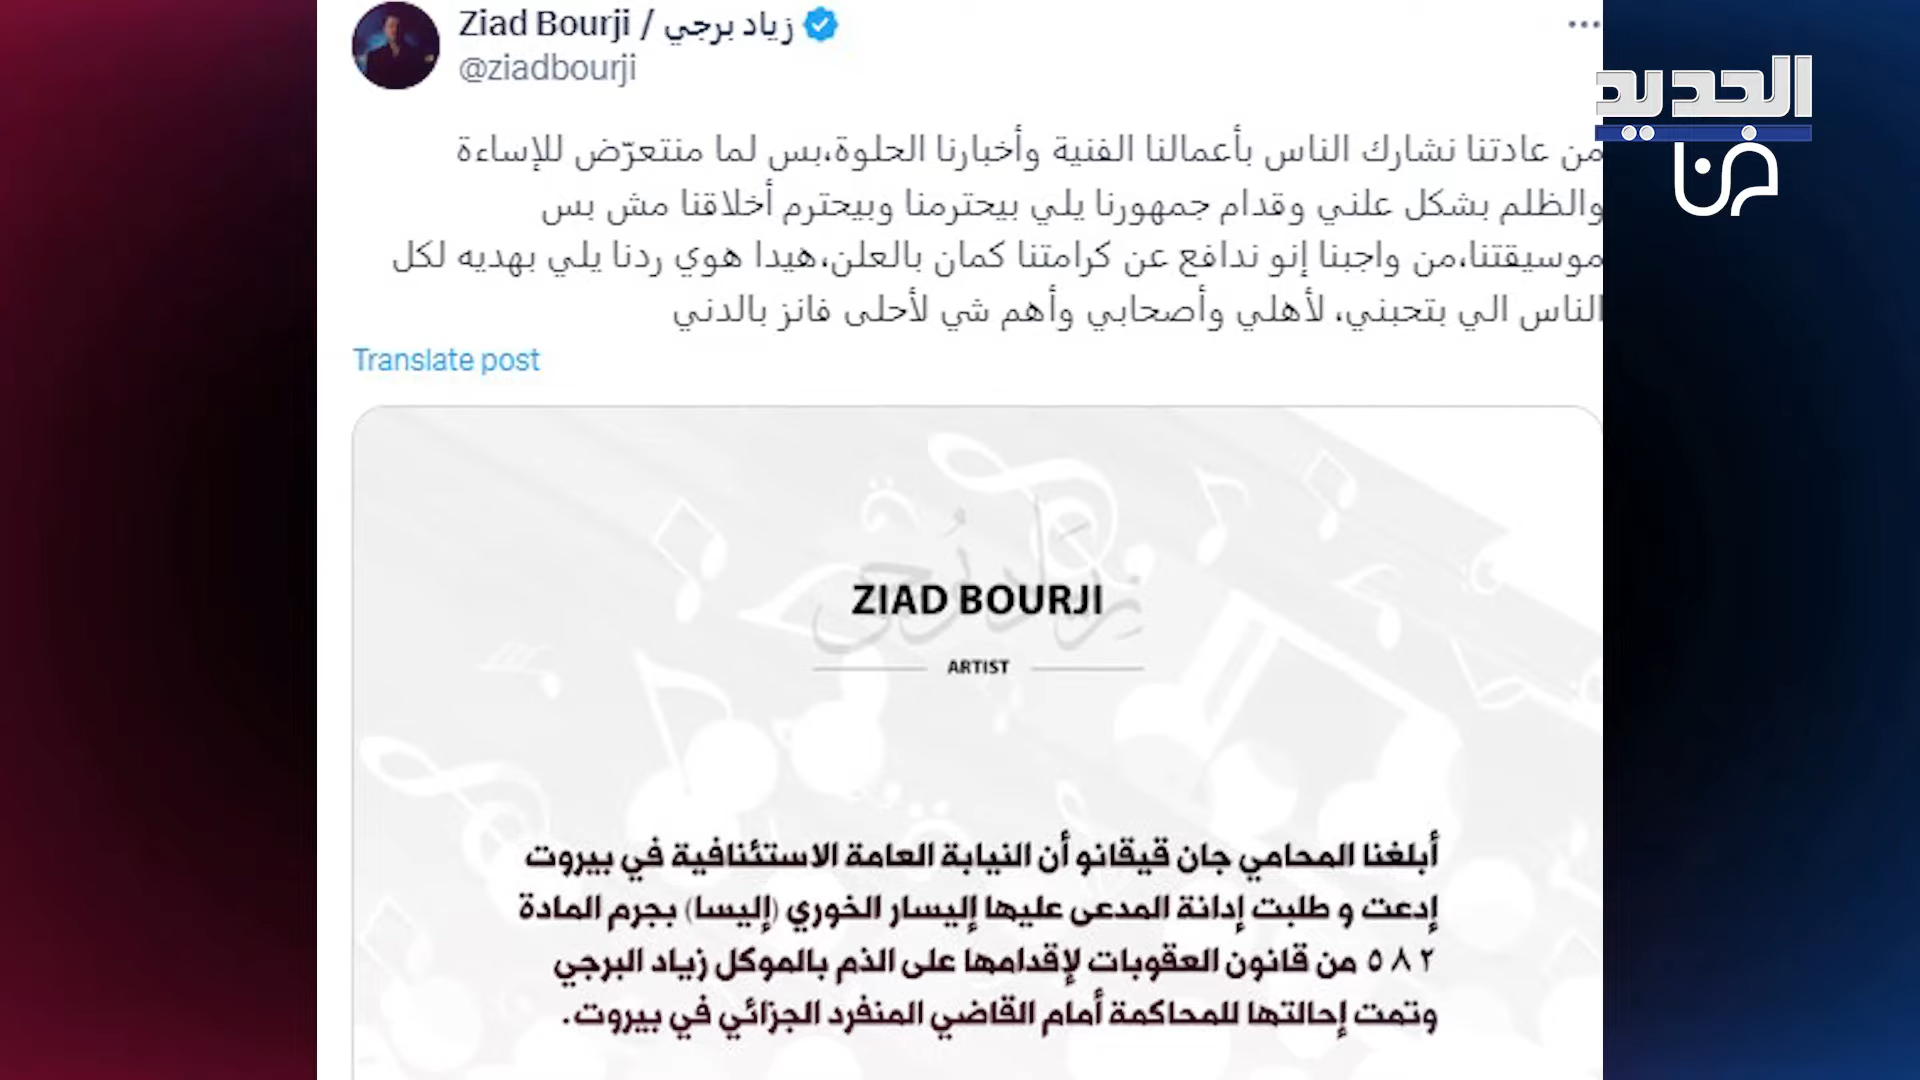 Ziad Bourji / زياد برجي
@ziadbourji
الجديد
فن
من عادتنا نشارك الناس بأعمالنا الفنية وأخبارنا الحلوة،بس لما منتعرّض للإساءة
والظلم بشكل علني وقدام جمهورنا يلي بيحترمنا وبيحترم أخلاقنا مش بس
موسيقتنا،من واجبنا إنو ندافع عن كرامتنا كمان بالعلن،هيدا هوي ردنا يلي بهديه لكل
الناس الي بتحبني، لأهلي وأصحابي وأهم شي لأحلى فانز بالدني
Translate post
زياد برجي
ZIAD BOURJI
ARTIST
أبلغنا المحامي جان قيقانو أن النيابة العامة الاستئنافية في بيروت
إدعت و طلبت إدانة المدعى عليها إليسار الخوري (إليسا) بجرم المادة
٥٨٢ من قانون العقوبات لإقدامها على الذم بالموكل زياد البرجي
وتمت إحالتها للمحاكمة أمام القاضي المنفرد الجزائي في بيروت.